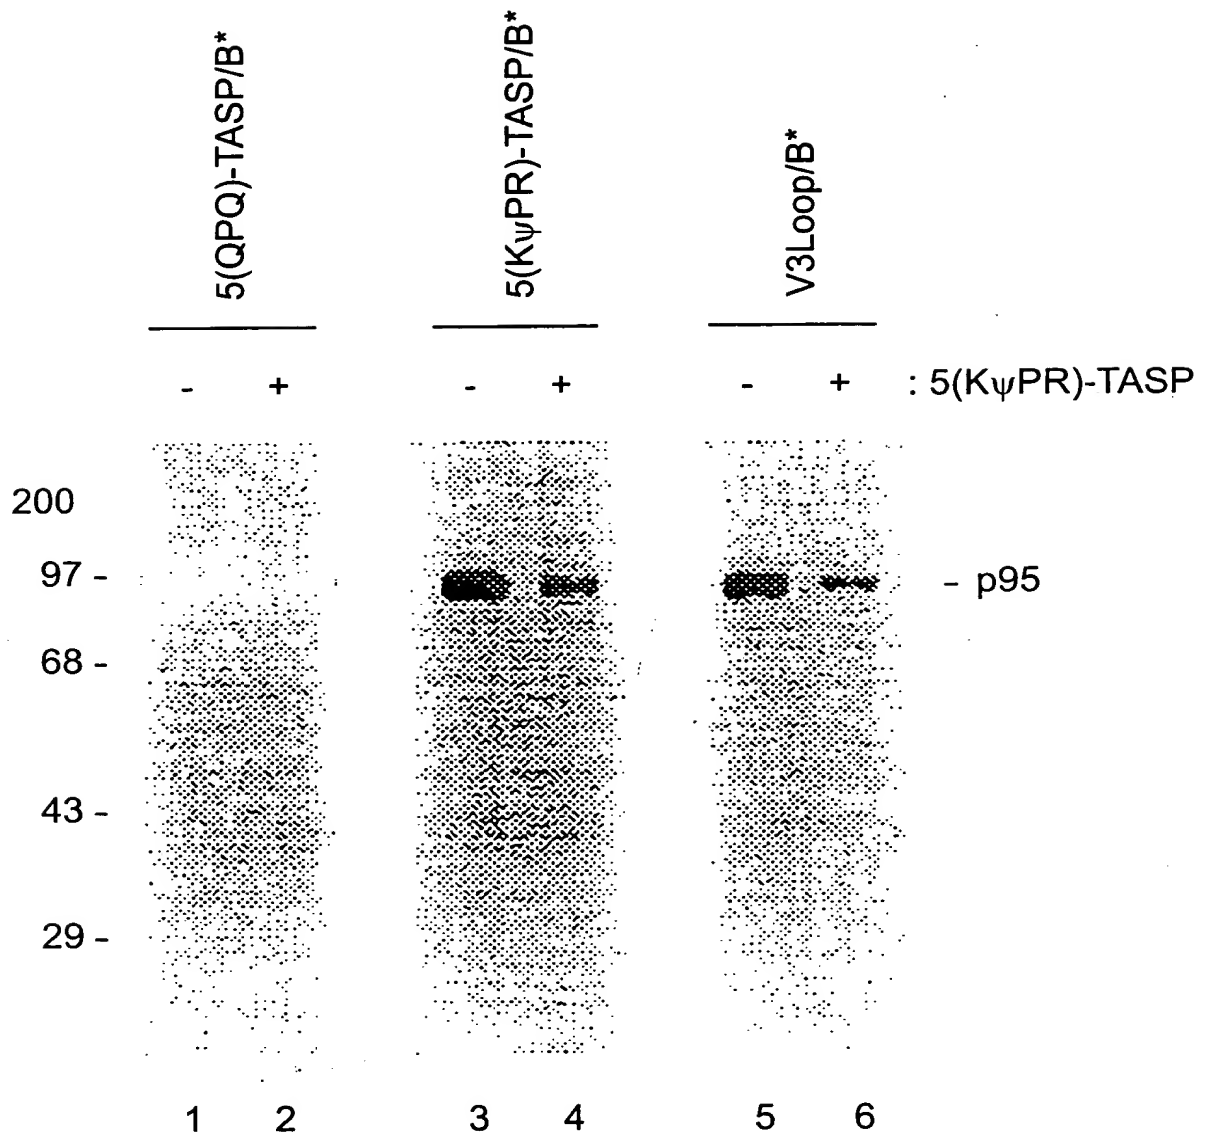 5(QPQ)-TASP/B*
5(KψPR)-TASP/B*
V3Loop/B*
- + - + - + : 5(KψPR)-TASP
200
97 -
- p95
68 -
43 -
29 -
1 2 3 4 5 6